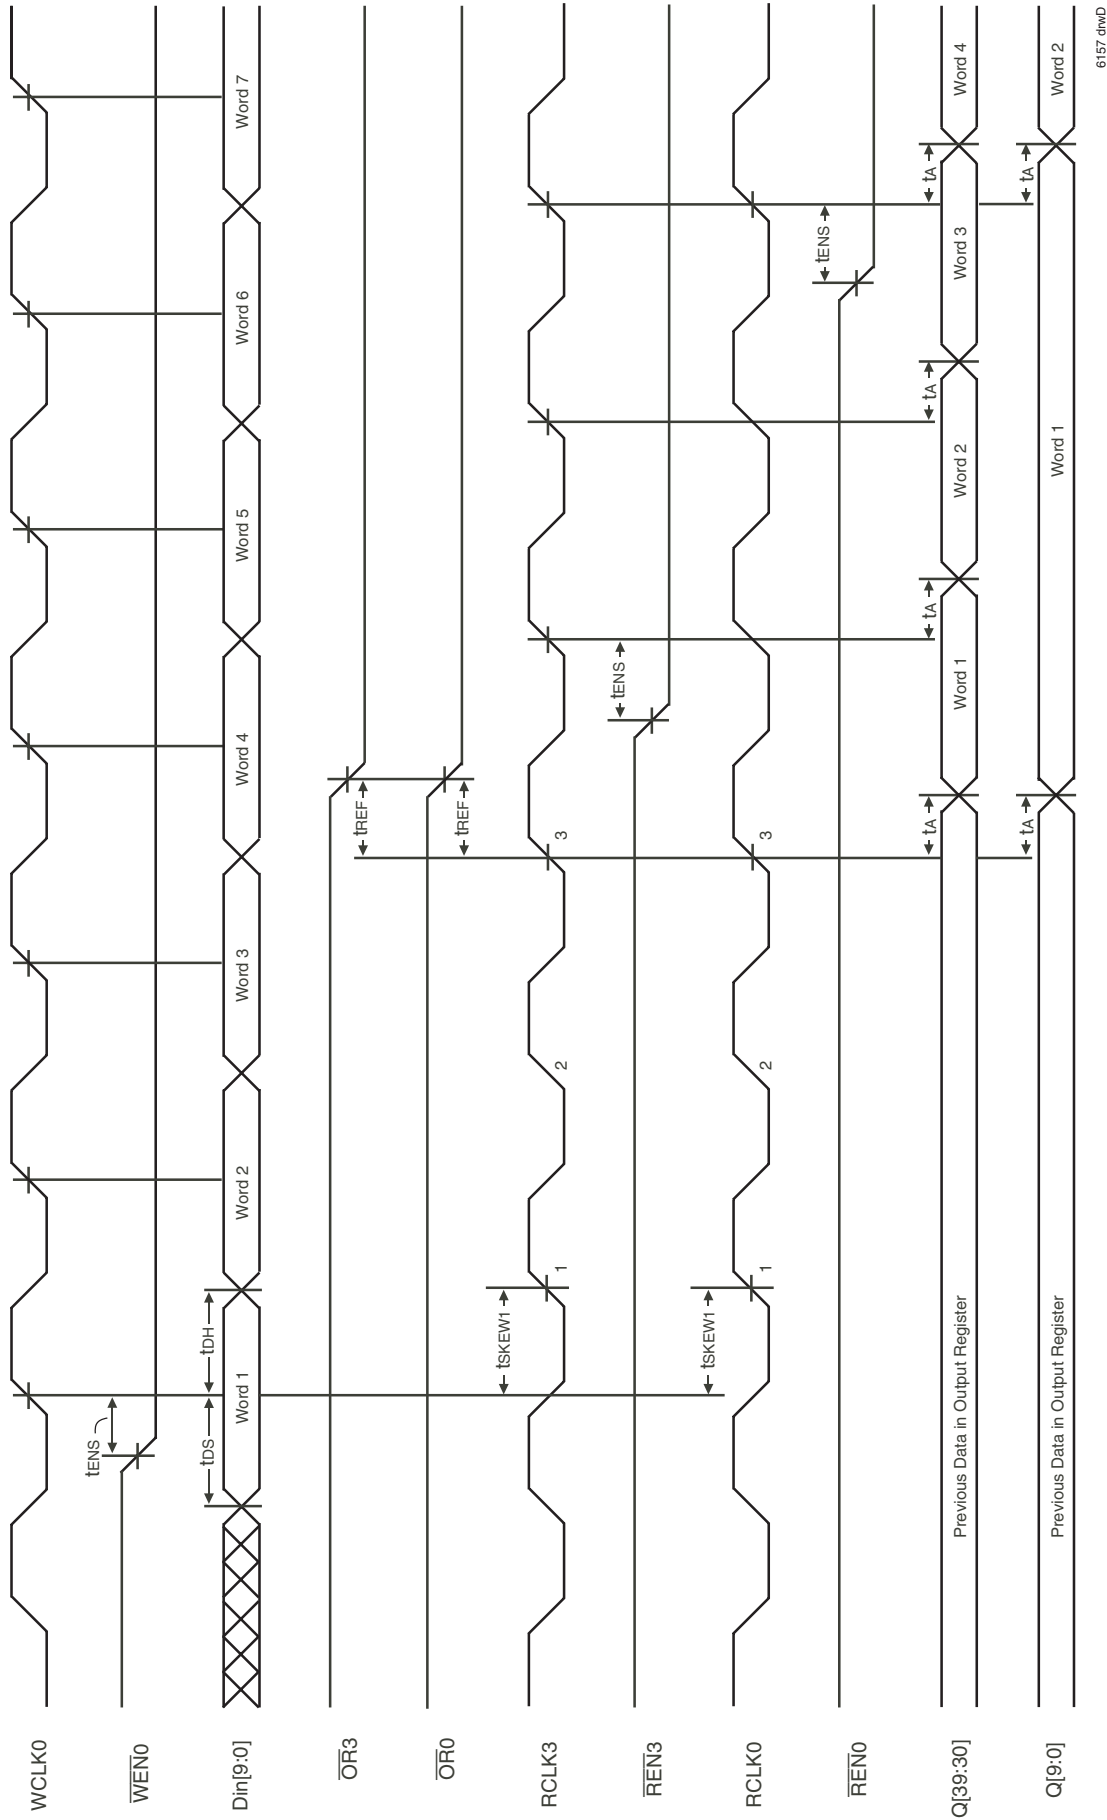 WCLK0
tENS
WEN0
tDS
tDH
Din[9:0]
Word 1
Word 2
Word 3
Word 4
Word 5
Word 6
Word 7
OR3
tREF
OR0
tREF
tSKEW1
RCLK3
1
2
3
tENS
REN3
tSKEW1
RCLK0
1
2
3
tENS
REN0
tA
tA
tA
tA
Q[39:30]
Previous Data in Output Register
Word 1
Word 2
Word 3
Word 4
tA
tA
Q[9:0]
Previous Data in Output Register
Word 1
Word 2
6157 drwD